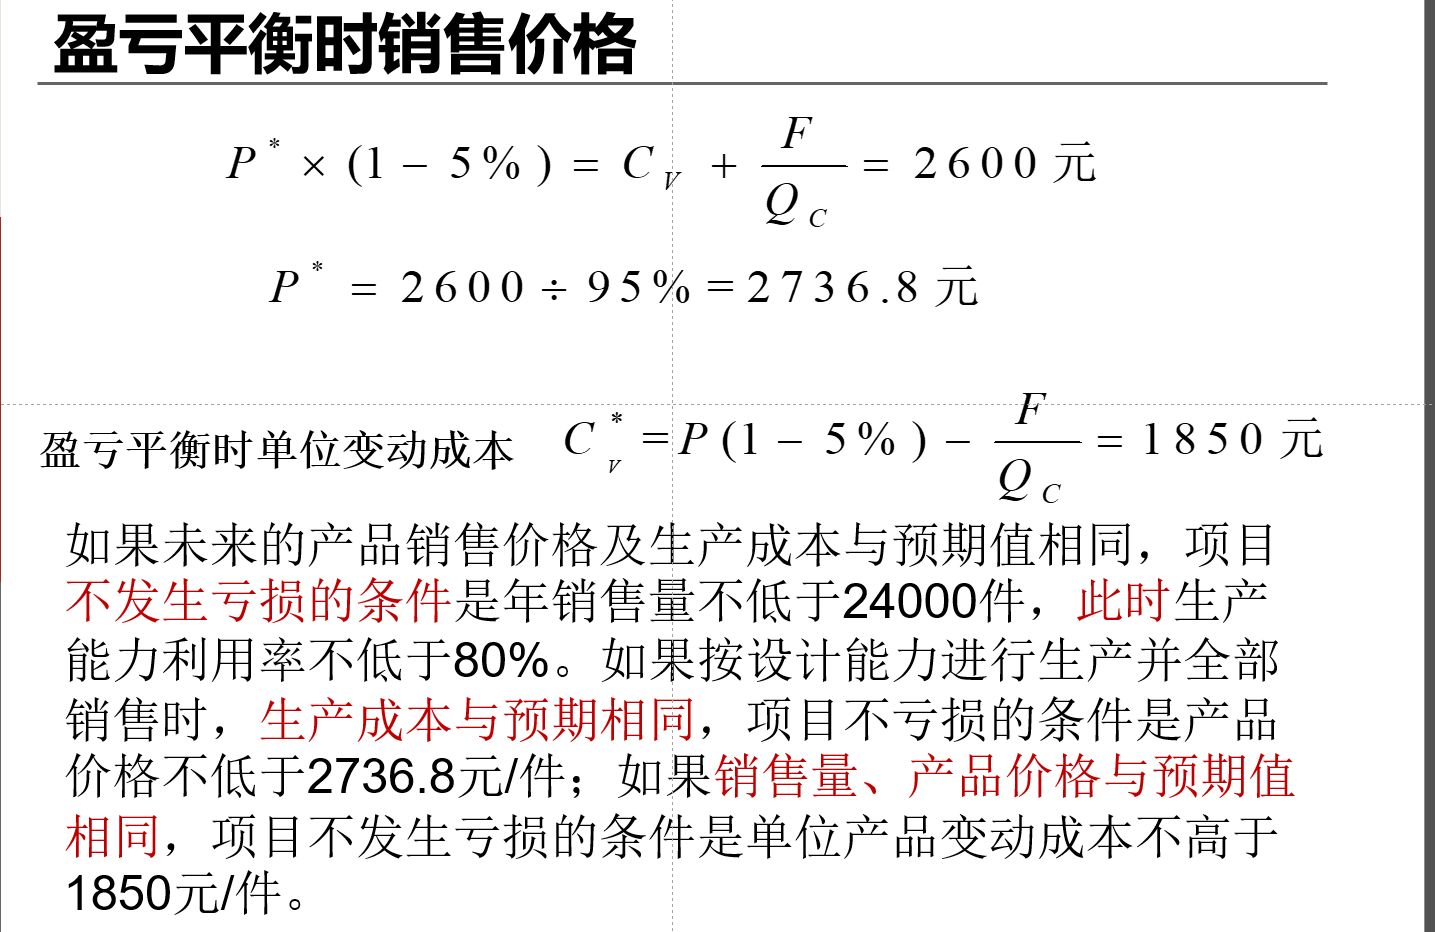 盈亏平衡时销售价格
P* × (1 − 5%) = C_V + F/Q_C = 2600 元
P* = 2600 ÷ 95% = 2736.8 元
盈亏平衡时单位变动成本 C_V* = P(1 − 5%) − F/Q_C = 1850 元
如果未来的产品销售价格及生产成本与预期值相同，项目
不发生亏损的条件是年销售量不低于24000件，此时生产
能力利用率不低于80%。如果按设计能力进行生产并全部
销售时，生产成本与预期相同，项目不亏损的条件是产品
价格不低于2736.8元/件；如果销售量、产品价格与预期值
相同，项目不发生亏损的条件是单位产品变动成本不高于
1850元/件。